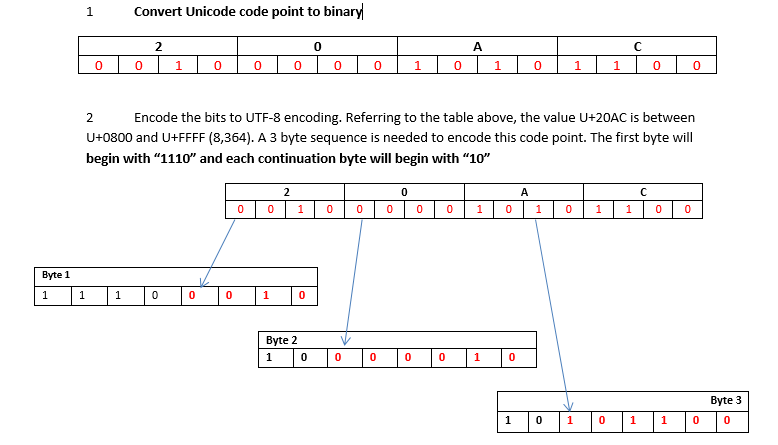 1 Convert Unicode code point to binary
2 0 A C
0 0 1 0 0 0 0 0 1 0 1 0 1 1 0 0
2 Encode the bits to UTF-8 encoding. Referring to the table above, the value U+20AC is between
U+0800 and U+FFFF (8,364). A 3 byte sequence is needed to encode this code point. The first byte will
begin with “1110” and each continuation byte will begin with “10”
2 0 A C
0 0 1 0 0 0 0 0 1 0 1 0 1 1 0 0
Byte 1
1 1 1 0 0 0 1 0
Byte 2
1 0 0 0 0 0 1 0
Byte 3
1 0 1 0 1 1 0 0